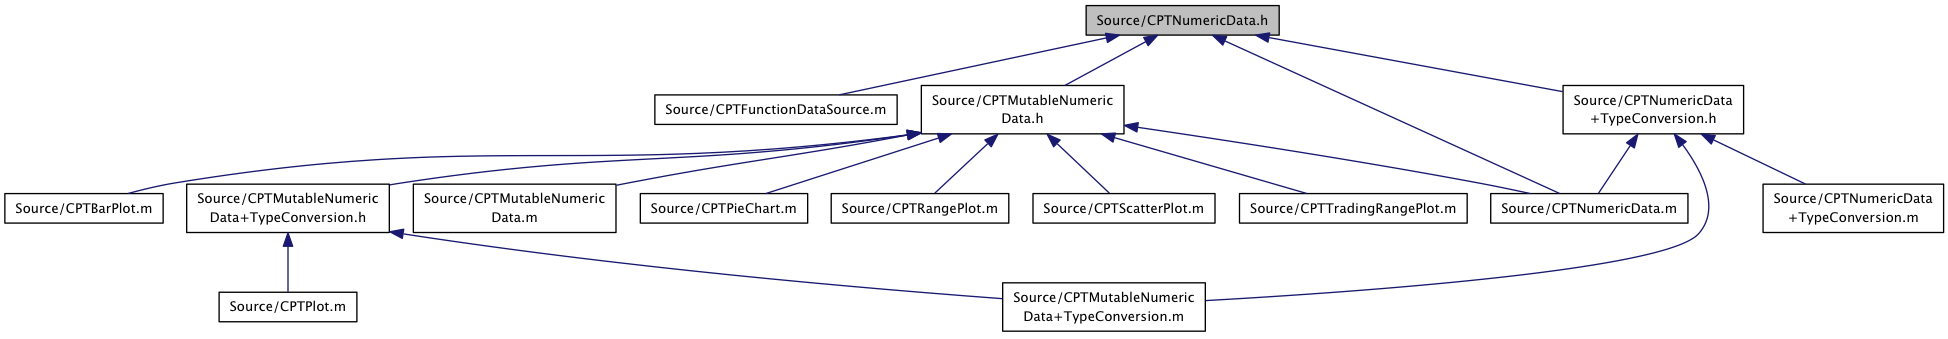 Source/CPTNumericData.h
Source/CPTFunctionDataSource.m
Source/CPTMutableNumeric
Data.h
Source/CPTNumericData
+TypeConversion.h
Source/CPTBarPlot.m
Source/CPTMutableNumeric
Data+TypeConversion.h
Source/CPTMutableNumeric
Data.m
Source/CPTPieChart.m
Source/CPTRangePlot.m
Source/CPTScatterPlot.m
Source/CPTTradingRangePlot.m
Source/CPTNumericData.m
Source/CPTNumericData
+TypeConversion.m
Source/CPTPlot.m
Source/CPTMutableNumeric
Data+TypeConversion.m